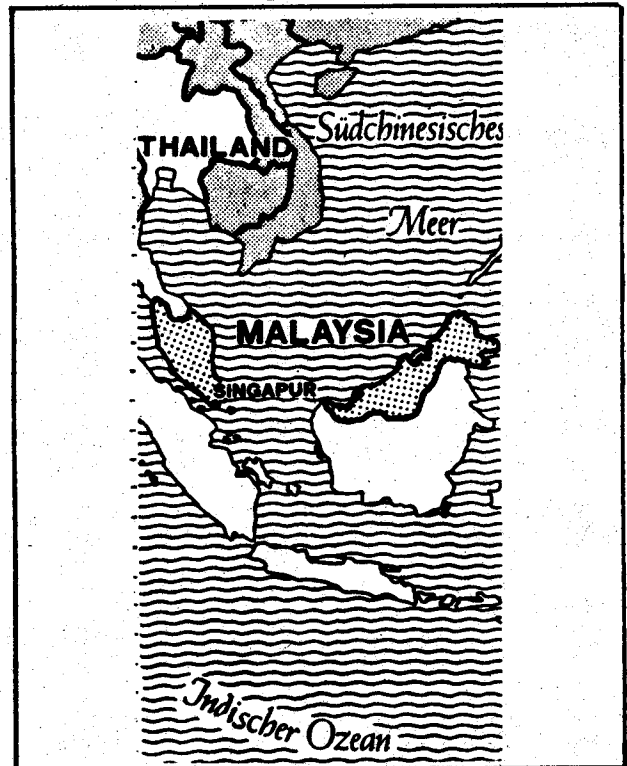 Südchinesisches
THAILAND
Meer
MALAYSIA
SINGAPUR
Indischer Ozean